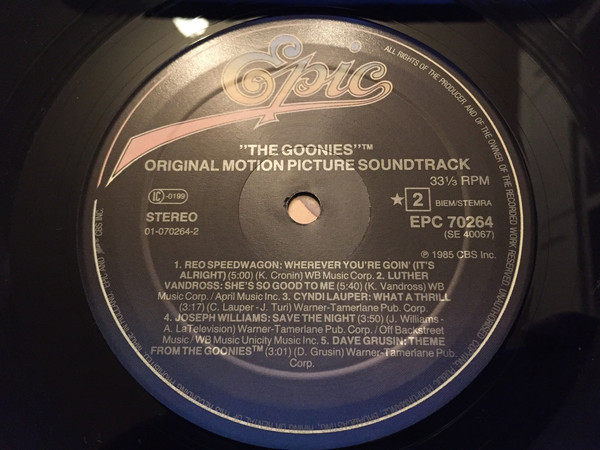 Epic
"THE GOONIES"™
ORIGINAL MOTION PICTURE SOUNDTRACK
33⅓ RPM
LC -0199
★ 2 BIEM/STEMRA
STEREO
EPC 70264
01-070264-2
(SE 40067)
℗ 1985 CBS Inc.
1. REO SPEEDWAGON: WHEREVER YOU'RE GOIN' (IT'S
ALRIGHT) (5:00) (K. Cronin) WB Music Corp. 2. LUTHER
VANDROSS: SHE'S SO GOOD TO ME (5:40) (K. Vandross) WB
Music Corp. / April Music Inc. 3. CYNDI LAUPER: WHAT A THRILL
(3:17) (C. Lauper - J. Turi) Warner-Tamerlane Pub. Corp.
4. JOSEPH WILLIAMS: SAVE THE NIGHT (3:50) (J. Williams -
A. LaTelevision) Warner-Tamerlane Pub. Corp. / Off Backstreet
Music / WB Music Unicity Music Inc. 5. DAVE GRUSIN: THEME
FROM THE GOONIES™ (3:01) (D. Grusin) Warner-Tamerlane Pub.
Corp.
ALL RIGHTS OF THE PRODUCER AND OF THE OWNER OF THE RECORDED WORK RESERVED. UNAUTHORISED